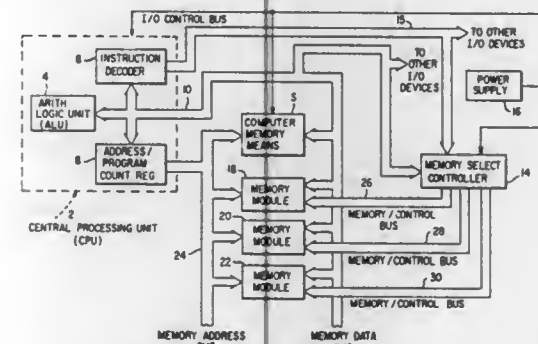 I/O CONTROL BUS
15
TO OTHER
I/O DEVICES
8
INSTRUCTION
DECODER
TO
OTHER
I/O
DEVICES
POWER
SUPPLY
16
4
ARITH
LOGIC UNIT
(ALU)
10
5
COMPUTER
MEMORY
MEANS
ADDRESS/
PROGRAM
COUNT REG
MEMORY SELECT
CONTROLLER
14
18
MEMORY
MODULE
26
MEMORY/CONTROL
BUS
2
CENTRAL PROCESSING UNIT
(CPU)
20
MEMORY
MODULE
28
MEMORY/CONTROL BUS
24
22
MEMORY
MODULE
30
MEMORY/CONTROL BUS
MEMORY ADDRESS
MEMORY DATA